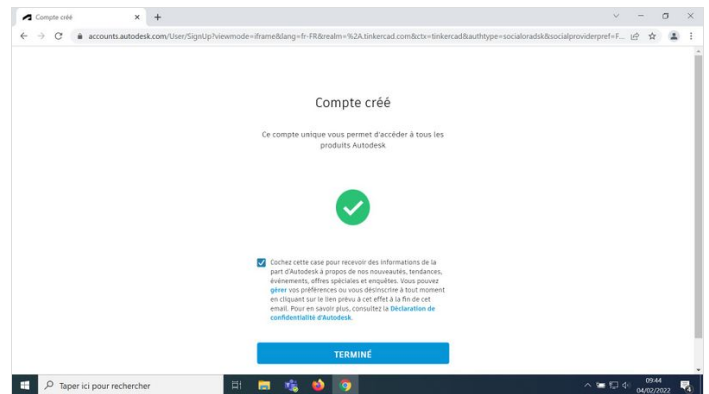 Compte créé
accounts.autodesk.com/User/SignUp?viewmode=iframe&lang=fr-FR&realm=%2A.tinkercad.com&ctx=tinkercad&authtype=socialoradsk&socialproviderpref=F...
Compte créé
Ce compte unique vous permet d'accéder à tous les
produits Autodesk
Cochez cette case pour recevoir des informations de la
part d'Autodesk à propos de nos nouveautés, tendances,
événements, offres spéciales et enquêtes. Vous pouvez
gérer vos préférences ou vous désinscrire à tout moment
en cliquant sur le lien prévu à cet effet à la fin de cet
email. Pour en savoir plus, consultez la Déclaration de
confidentialité d'Autodesk.
TERMINÉ
Taper ici pour rechercher
09:44
04/02/2022